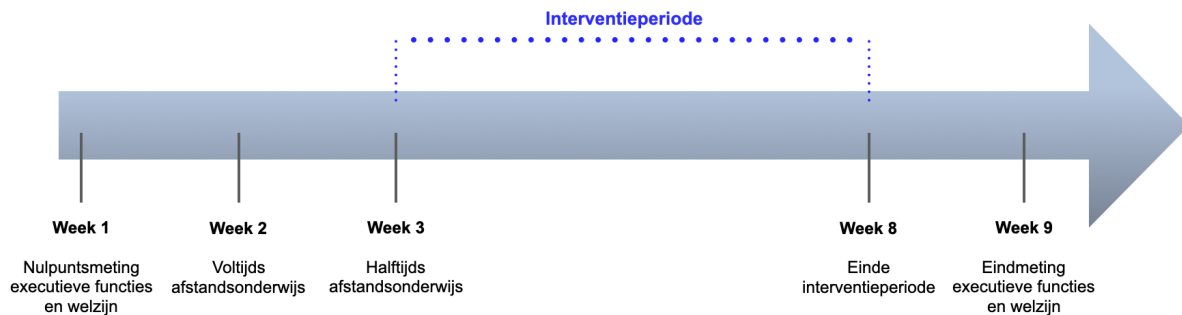 Interventieperiode
Week 1
Nulpuntsmeting
executieve functies
en welzijn
Week 2
Voltijds
afstandsonderwijs
Week 3
Halftijds
afstandsonderwijs
Week 8
Einde
interventieperiode
Week 9
Eindmeting
executieve functies
en welzijn